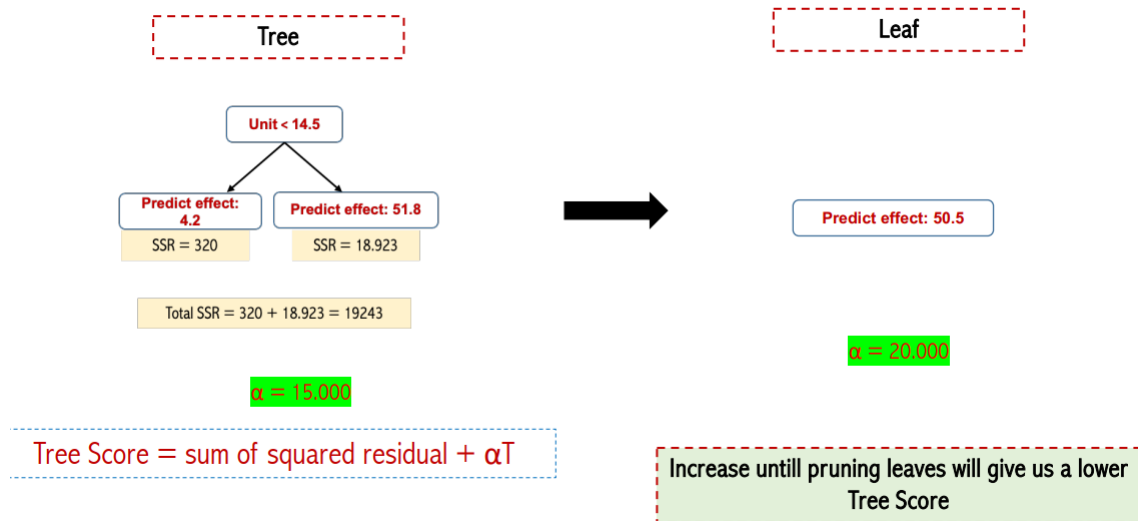 Tree
Leaf
Unit < 14.5
Predict effect:
4.2
Predict effect: 51.8
Predict effect: 50.5
SSR = 320
SSR = 18.923
Total SSR = 320 + 18.923 = 19243
α = 20.000
α = 15.000
Tree Score = sum of squared residual + αT
Increase untill pruning leaves will give us a lower
Tree Score